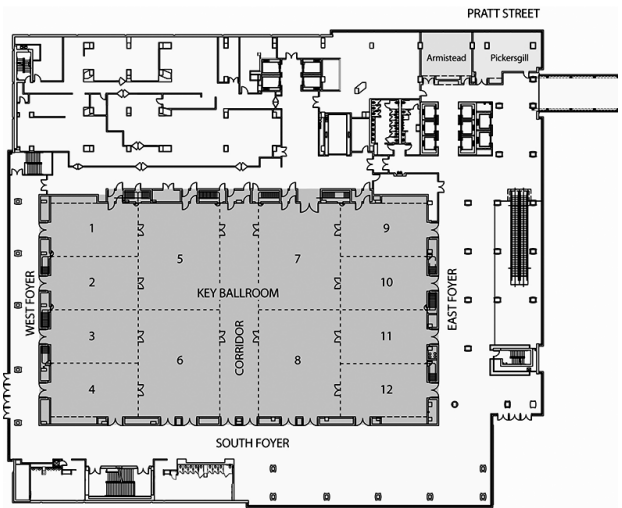 PRATT STREET
Armistead
Pickersgill
1
5
7
9
2
KEY BALLROOM
10
WEST FOYER
EAST FOYER
3
6
CORRIDOR
8
11
4
12
SOUTH FOYER